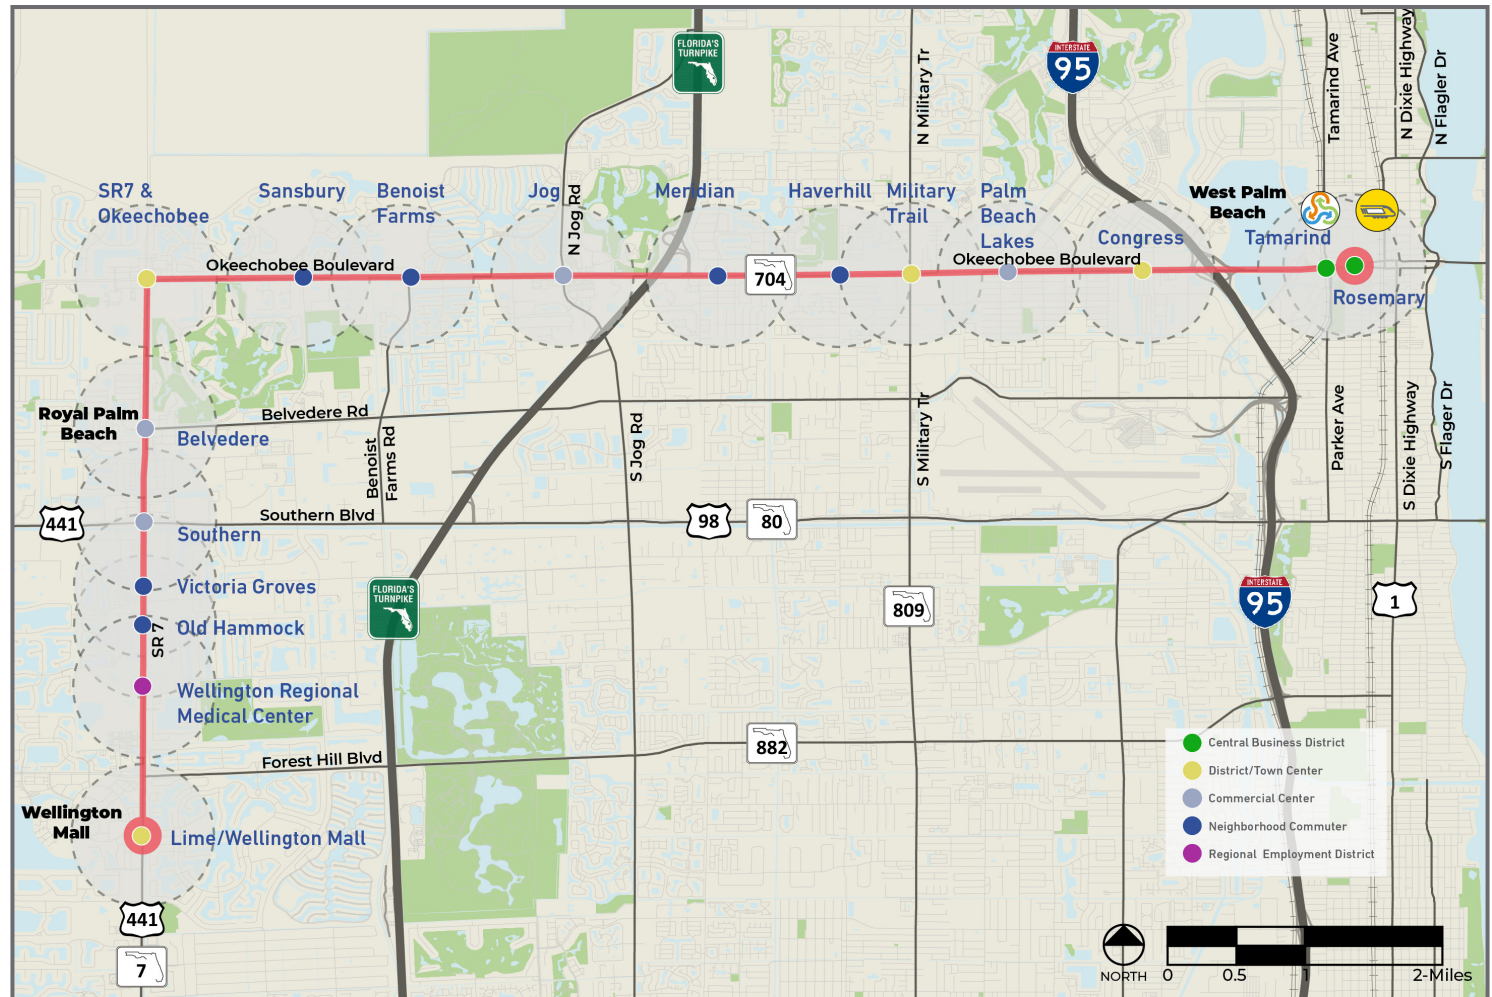 FLORIDA'S
TURNPIKE
INTERSTATE
95
N Military Tr
Tamarind Ave
N Dixie Highway
N Flagler Dr
SR7 &
Okeechobee
Sansbury
Benoist
Farms
Jog
N Jog Rd
Meridian
Haverhill
Military
Trail
Palm
Beach
Lakes
Congress
West Palm
Beach
Tamarind
Okeechobee Boulevard
704
Okeechobee Boulevard
Rosemary
Royal Palm
Beach
Belvedere
Belvedere Rd
Benoist
Farms Rd
S Jog Rd
S Military Tr
Parker Ave
S Dixie Highway
S Flager Dr
441
Southern Blvd
98
80
Southern
Victoria Groves
Old Hammock
SR 7
FLORIDA'S
TURNPIKE
809
INTERSTATE
95
1
Wellington Regional
Medical Center
Forest Hill Blvd
882
Wellington
Mall
Lime/Wellington Mall
441
7
Central Business District
District/Town Center
Commercial Center
Neighborhood Commuter
Regional Employment District
NORTH
0
0.5
1
2-Miles